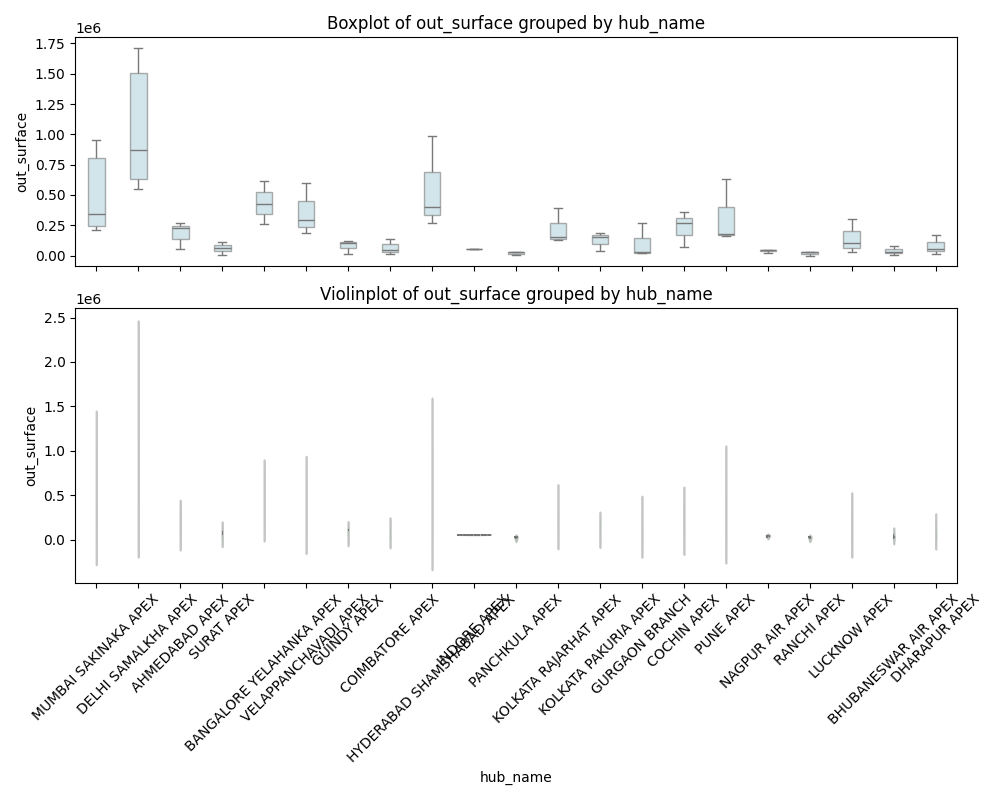 Boxplot of out_surface grouped by hub_name
1e6
1.75
1.50
1.25
1.00
0.75
0.50
0.25
0.00
out_surface
Violinplot of out_surface grouped by hub_name
1e6
2.5
2.0
1.5
1.0
0.5
0.0
out_surface
MUMBAI SAKINAKA APEX
DELHI SAMALKHA APEX
AHMEDABAD APEX
SURAT APEX
BANGALORE YELAHANKA APEX
VELAPPANCHAVADI APEX
GUINDY APEX
COIMBATORE APEX
HYDERABAD SHAMSHABAD APEX
INDORE APEX
PANCHKULA APEX
KOLKATA RAJARHAT APEX
KOLKATA PAKURIA APEX
GURGAON BRANCH
COCHIN APEX
PUNE APEX
NAGPUR AIR APEX
RANCHI APEX
LUCKNOW APEX
BHUBANESWAR AIR APEX
DHARAPUR APEX
hub_name